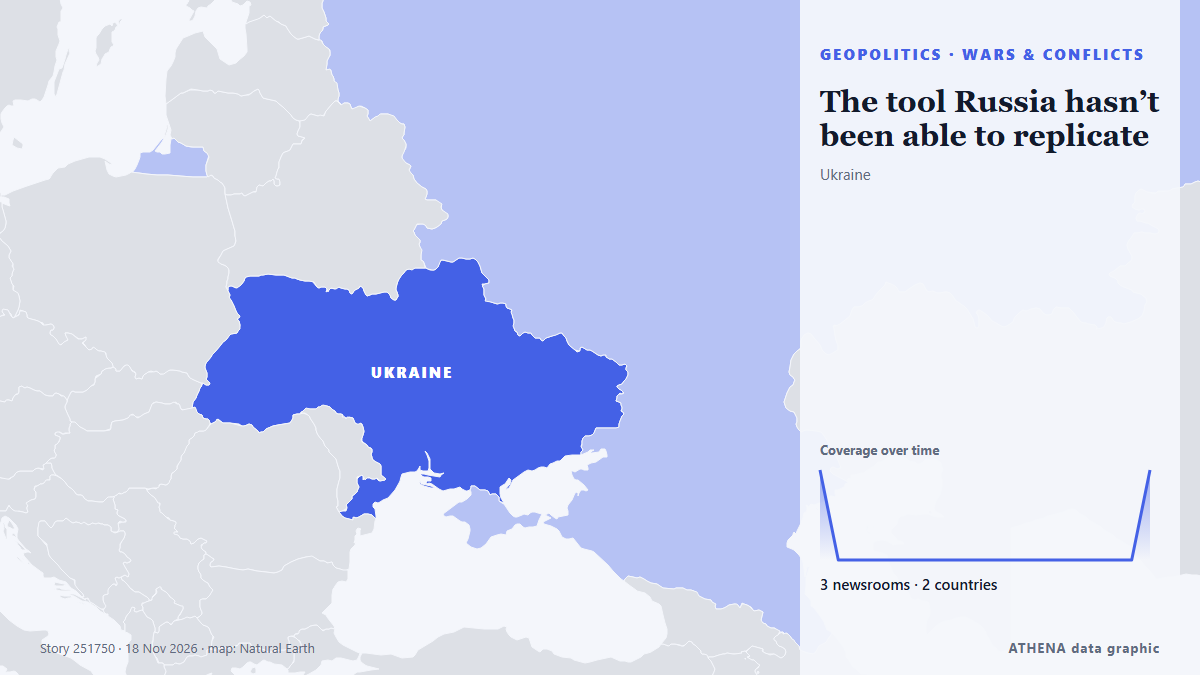 GEOPOLITICS · WARS & CONFLICTS
The tool Russia hasn’t
been able to replicate
Ukraine
UKRAINE
Coverage over time
3 newsrooms · 2 countries
Story 251750 · 18 Nov 2026 · map: Natural Earth
ATHENA data graphic